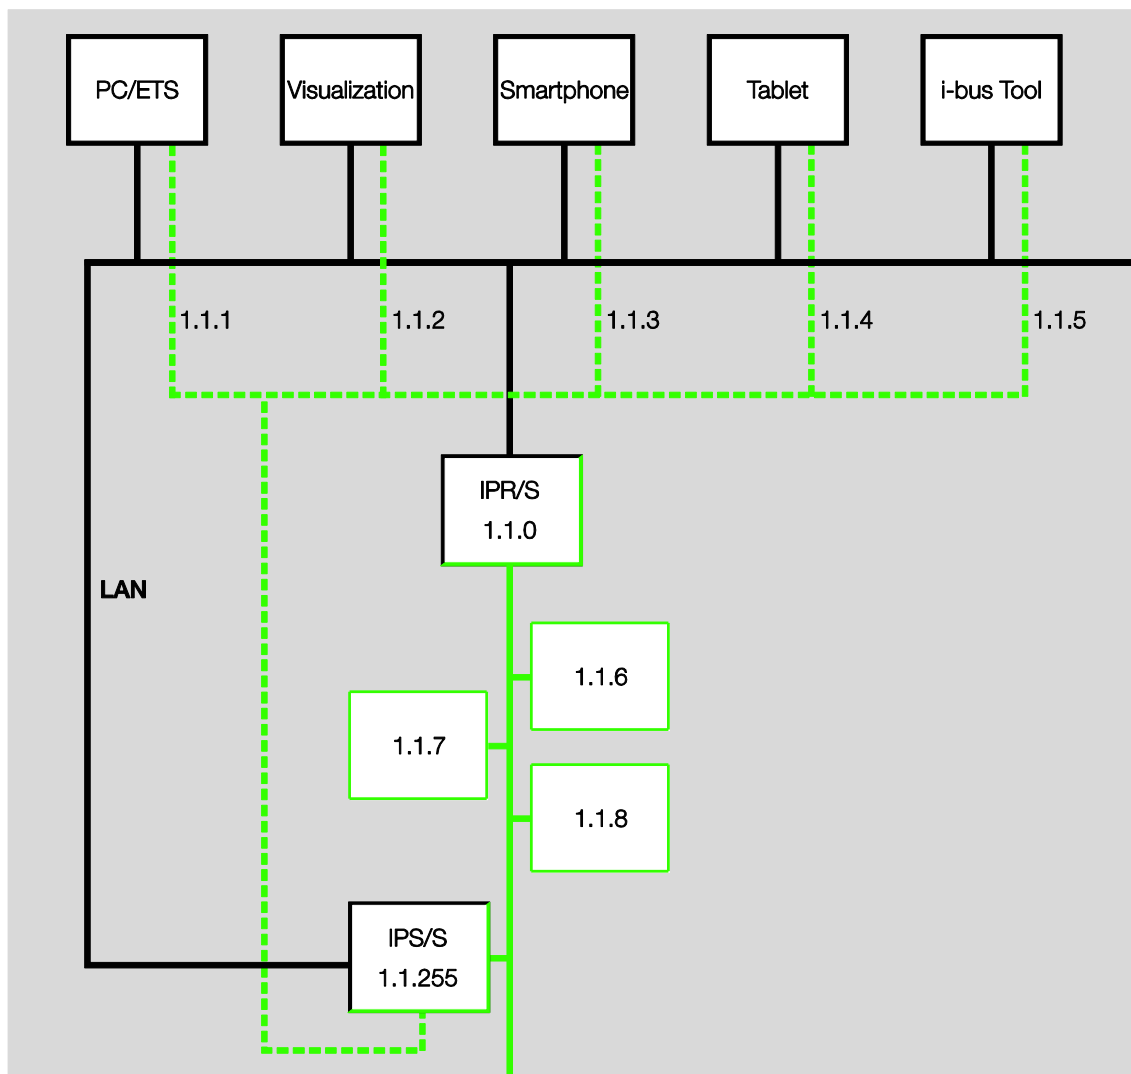 PC/ETS
Visualization
Smartphone
Tablet
i-bus Tool
1.1.1
1.1.2
1.1.3
1.1.4
1.1.5
IPR/S
1.1.0
LAN
1.1.6
1.1.7
1.1.8
IPS/S
1.1.255